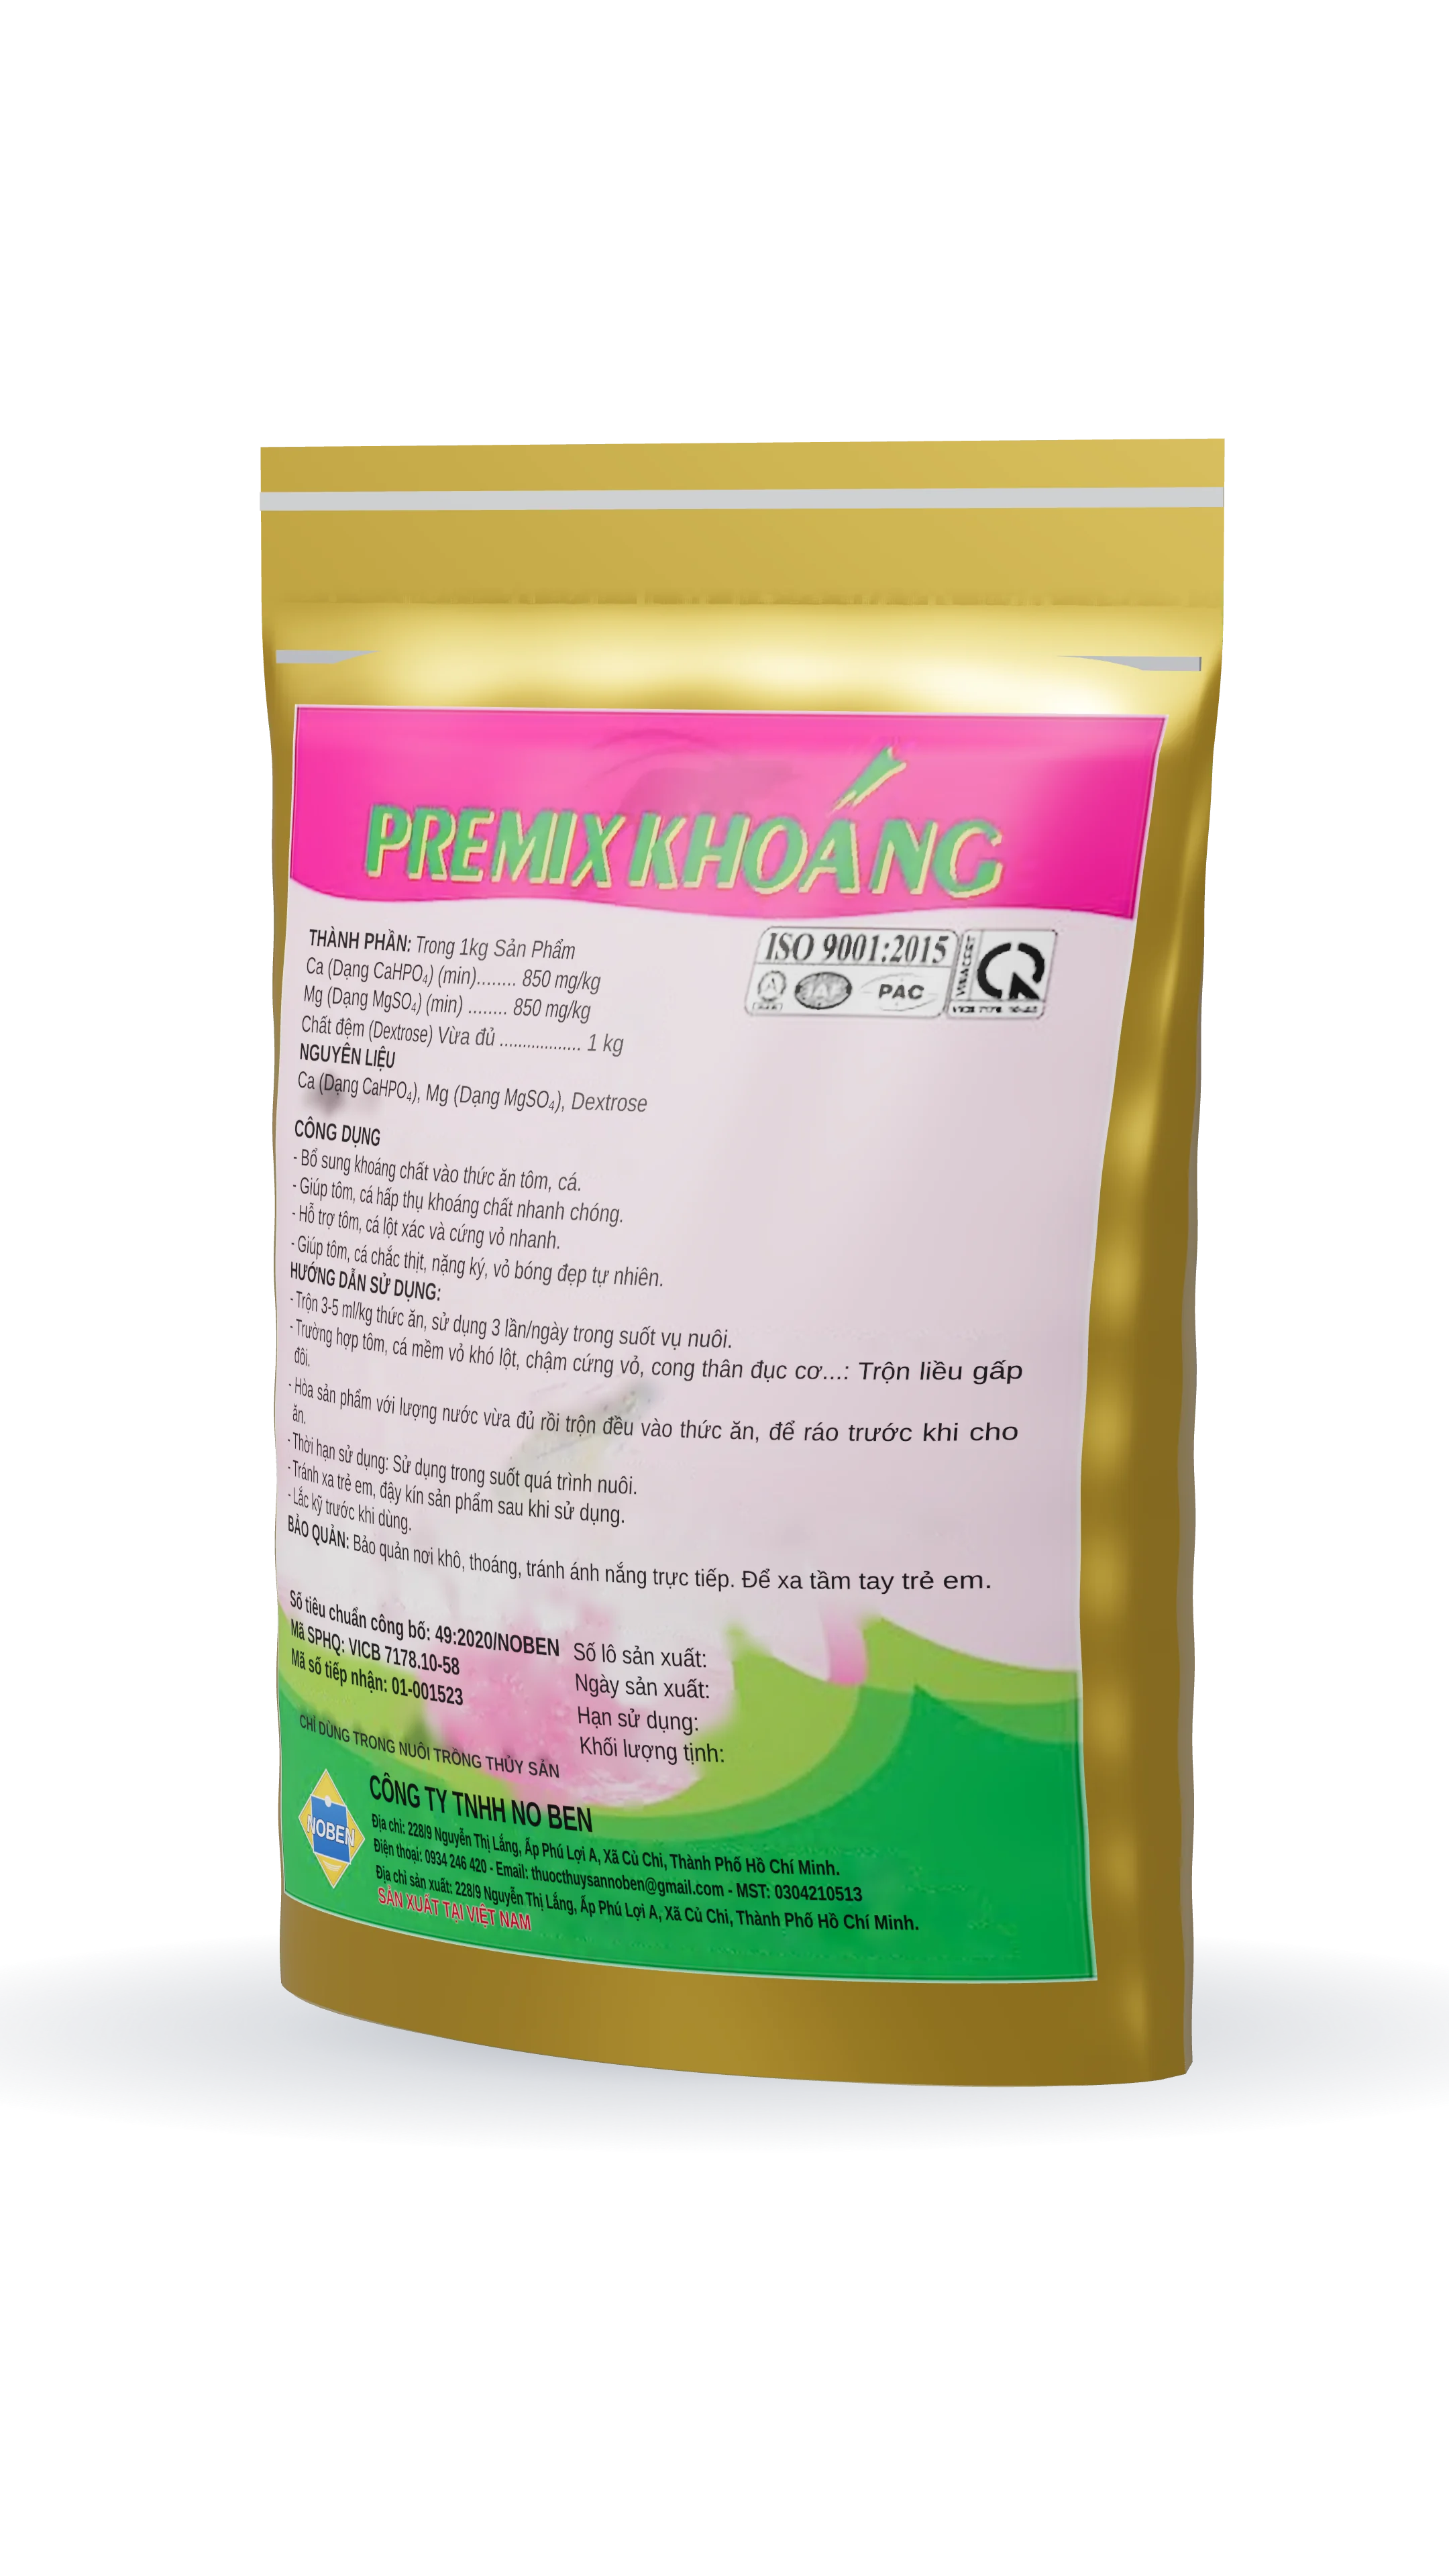 PREMIX KHOÁNG
ISO 9001:2015
PAC
THÀNH PHẦN: Trong 1kg Sản Phẩm
Ca (Dạng CaHPO₄) (min)........ 850 mg/kg
Mg (Dạng MgSO₄) (min) ........ 850 mg/kg
Chất đệm (Dextrose) Vừa đủ .................. 1 kg
NGUYÊN LIỆU
Ca (Dạng CaHPO₄), Mg (Dạng MgSO₄), Dextrose
CÔNG DỤNG
- Bổ sung khoáng chất vào thức ăn tôm, cá.
- Giúp tôm, cá hấp thụ khoáng chất nhanh chóng.
- Hỗ trợ tôm, cá lột xác và cứng vỏ nhanh.
- Giúp tôm, cá chắc thịt, nặng ký, vỏ bóng đẹp tự nhiên.
HƯỚNG DẪN SỬ DỤNG:
- Trộn 3-5 ml/kg thức ăn, sử dụng 3 lần/ngày trong suốt vụ nuôi.
- Trường hợp tôm, cá mềm vỏ khó lột, chậm cứng vỏ, cong thân đục cơ...: Trộn liều gấp
đôi.
- Hòa sản phẩm với lượng nước vừa đủ rồi trộn đều vào thức ăn, để ráo trước khi cho
ăn.
- Thời hạn sử dụng: Sử dụng trong suốt quá trình nuôi.
- Tránh xa trẻ em, đậy kín sản phẩm sau khi sử dụng.
- Lắc kỹ trước khi dùng.
BẢO QUẢN: Bảo quản nơi khô, thoáng, tránh ánh nắng trực tiếp. Để xa tầm tay trẻ em.
Số tiêu chuẩn công bố: 49:2020/NOBEN
Mã SPHQ: VICB 7178.10-58
Mã số tiếp nhận: 01-001523
Số lô sản xuất:
Ngày sản xuất:
Hạn sử dụng:
Khối lượng tịnh:
CHỈ DÙNG TRONG NUÔI TRỒNG THỦY SẢN
NOBEN
CÔNG TY TNHH NO BEN
Địa chỉ: 228/9 Nguyễn Thị Lắng, Ấp Phú Lợi A, Xã Củ Chi, Thành Phố Hồ Chí Minh.
Điện thoại: 0934 246 420 - Email: thuocthuysannoben@gmail.com - MST: 0304210513
Địa chỉ sản xuất: 228/9 Nguyễn Thị Lắng, Ấp Phú Lợi A, Xã Củ Chi, Thành Phố Hồ Chí Minh.
SẢN XUẤT TẠI VIỆT NAM